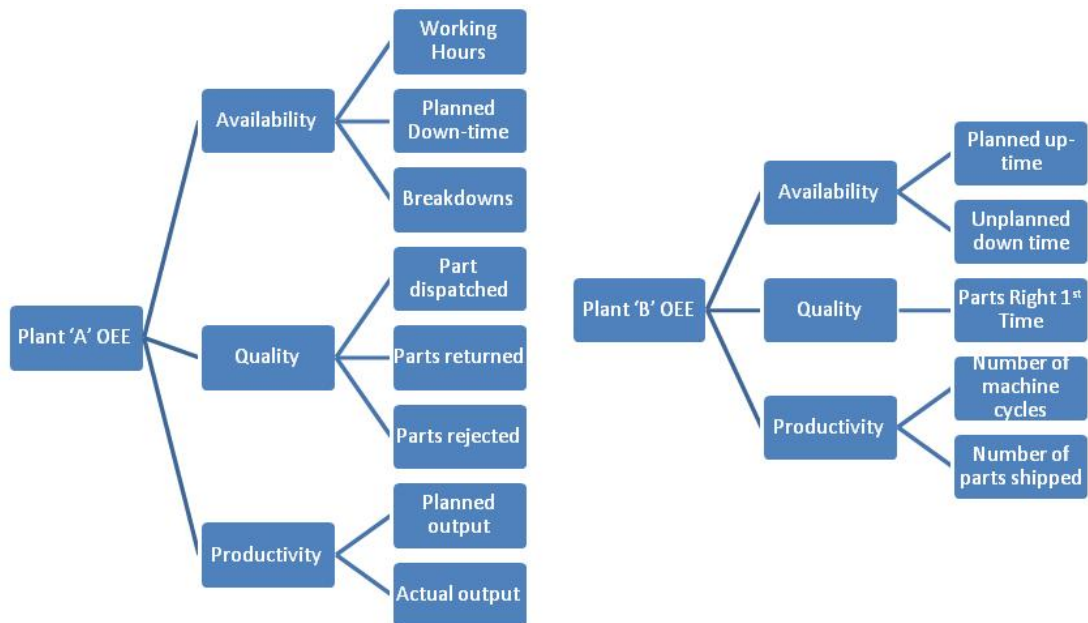 Plant ‘A’ OEE
Availability
Working
Hours
Planned
Down-time
Breakdowns
Quality
Part
dispatched
Parts returned
Parts rejected
Productivity
Planned
output
Actual output
Plant ‘B’ OEE
Availability
Planned up-
time
Unplanned
down time
Quality
Parts Right 1st
Time
Productivity
Number of
machine
cycles
Number of
parts shipped